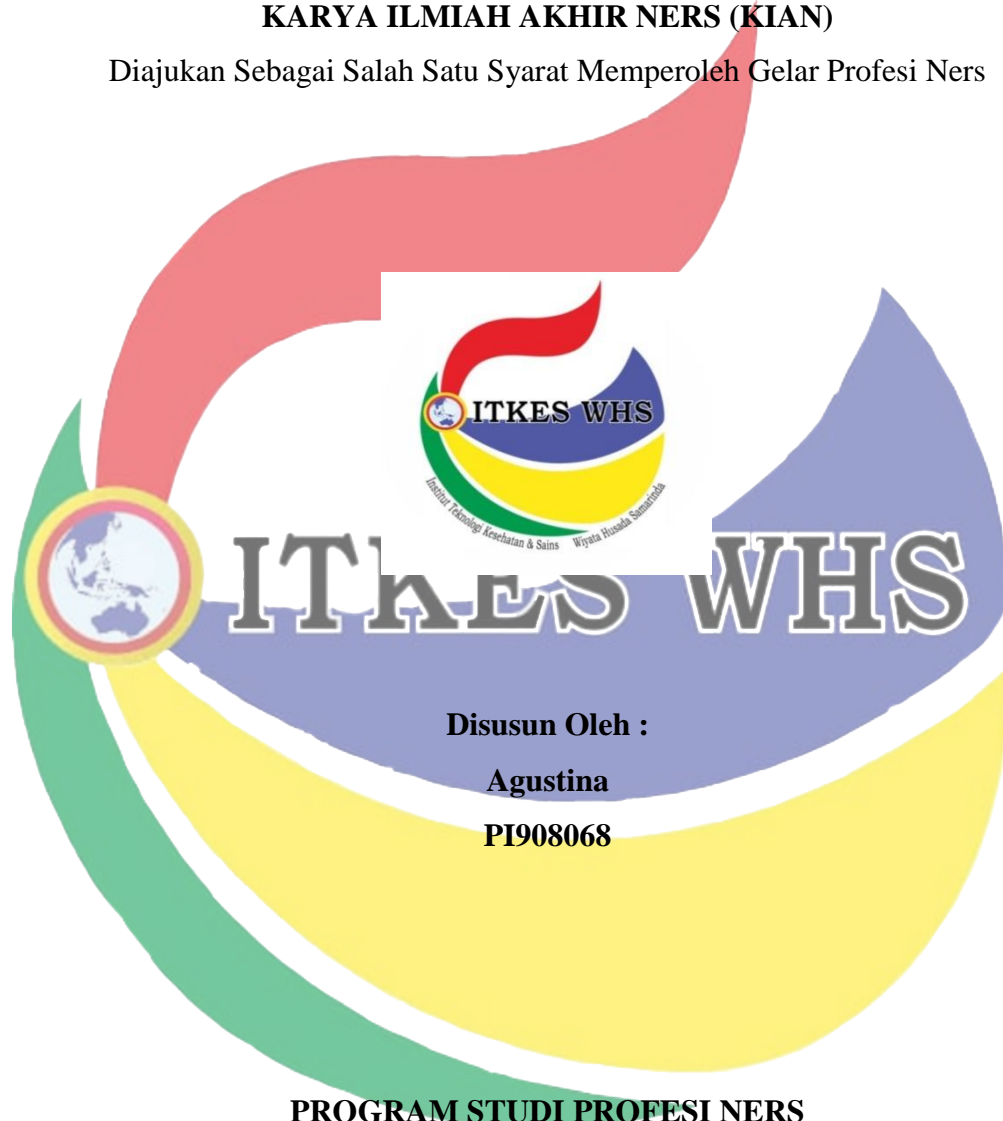 KARYA ILMIAH AKHIR NERS (KIAN)
Diajukan Sebagai Salah Satu Syarat Memperoleh Gelar Profesi Ners
ITKES WHS
Institut Teknologi Kesehatan & Sains Wiyata Husada Samarinda
ITKES WHS
Disusun Oleh :
Agustina
PI908068
PROGRAM STUDI PROFESI NERS